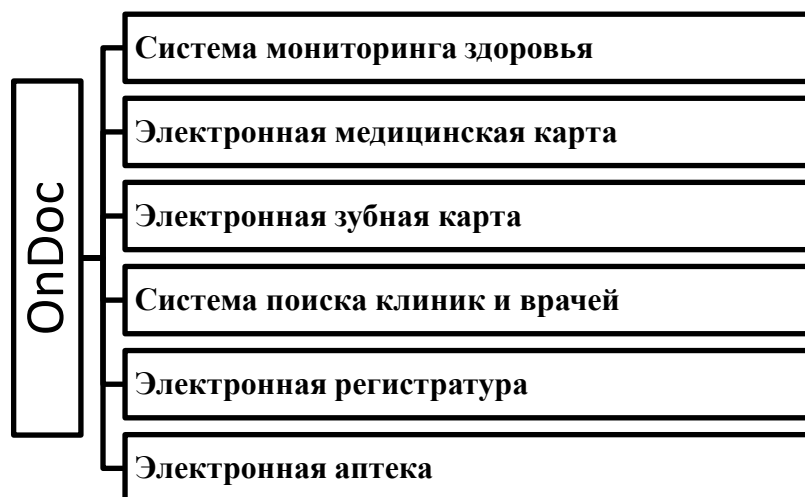 OnDoc
Система мониторинга здоровья
Электронная медицинская карта
Электронная зубная карта
Система поиска клиник и врачей
Электронная регистратура
Электронная аптека